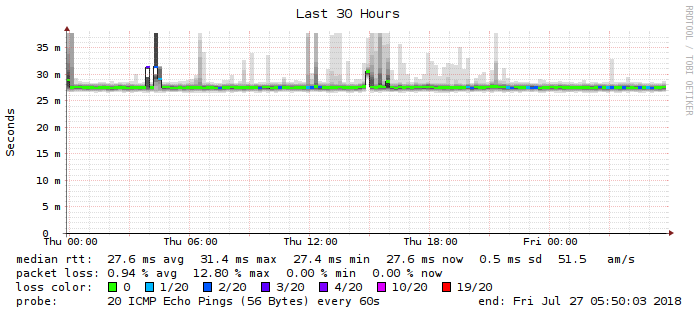 Last 30 Hours
RRDTOOL / TOBI OETIKER
Seconds
35 m
30 m
25 m
20 m
15 m
10 m
5 m
0
Thu 00:00 Thu 06:00 Thu 12:00 Thu 18:00 Fri 00:00
median rtt: 27.6 ms avg 31.4 ms max 27.4 ms min 27.6 ms now 0.5 ms sd 51.5 am/s
packet loss: 0.94 % avg 12.80 % max 0.00 % min 0.00 % now
loss color: 0 1/20 2/20 3/20 4/20 10/20 19/20
probe: 20 ICMP Echo Pings (56 Bytes) every 60s end: Fri Jul 27 05:50:03 2018